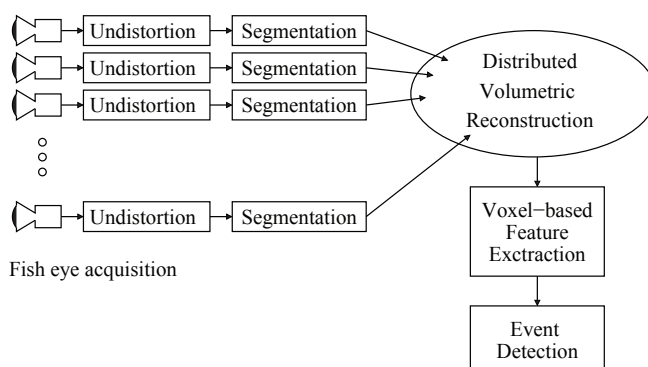 Undistortion
Segmentation
Undistortion
Segmentation
Undistortion
Segmentation
Undistortion
Segmentation
Fish eye acquisition
Distributed
Volumetric
Reconstruction
Voxel−based
Feature
Exctraction
Event
Detection